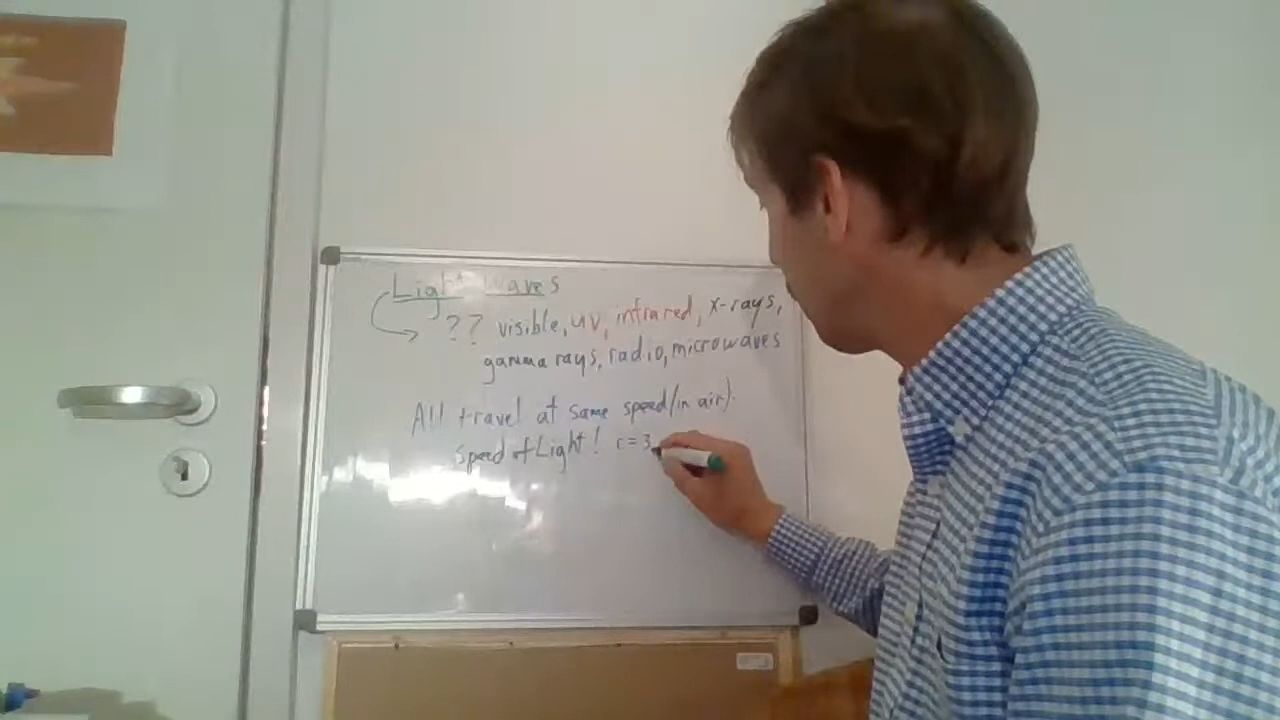 Light Waves
?? visible, uv, infrared, x-rays,
gamma rays, radio, microwaves
All travel at same speed (in air).
Speed of Light! c = 3